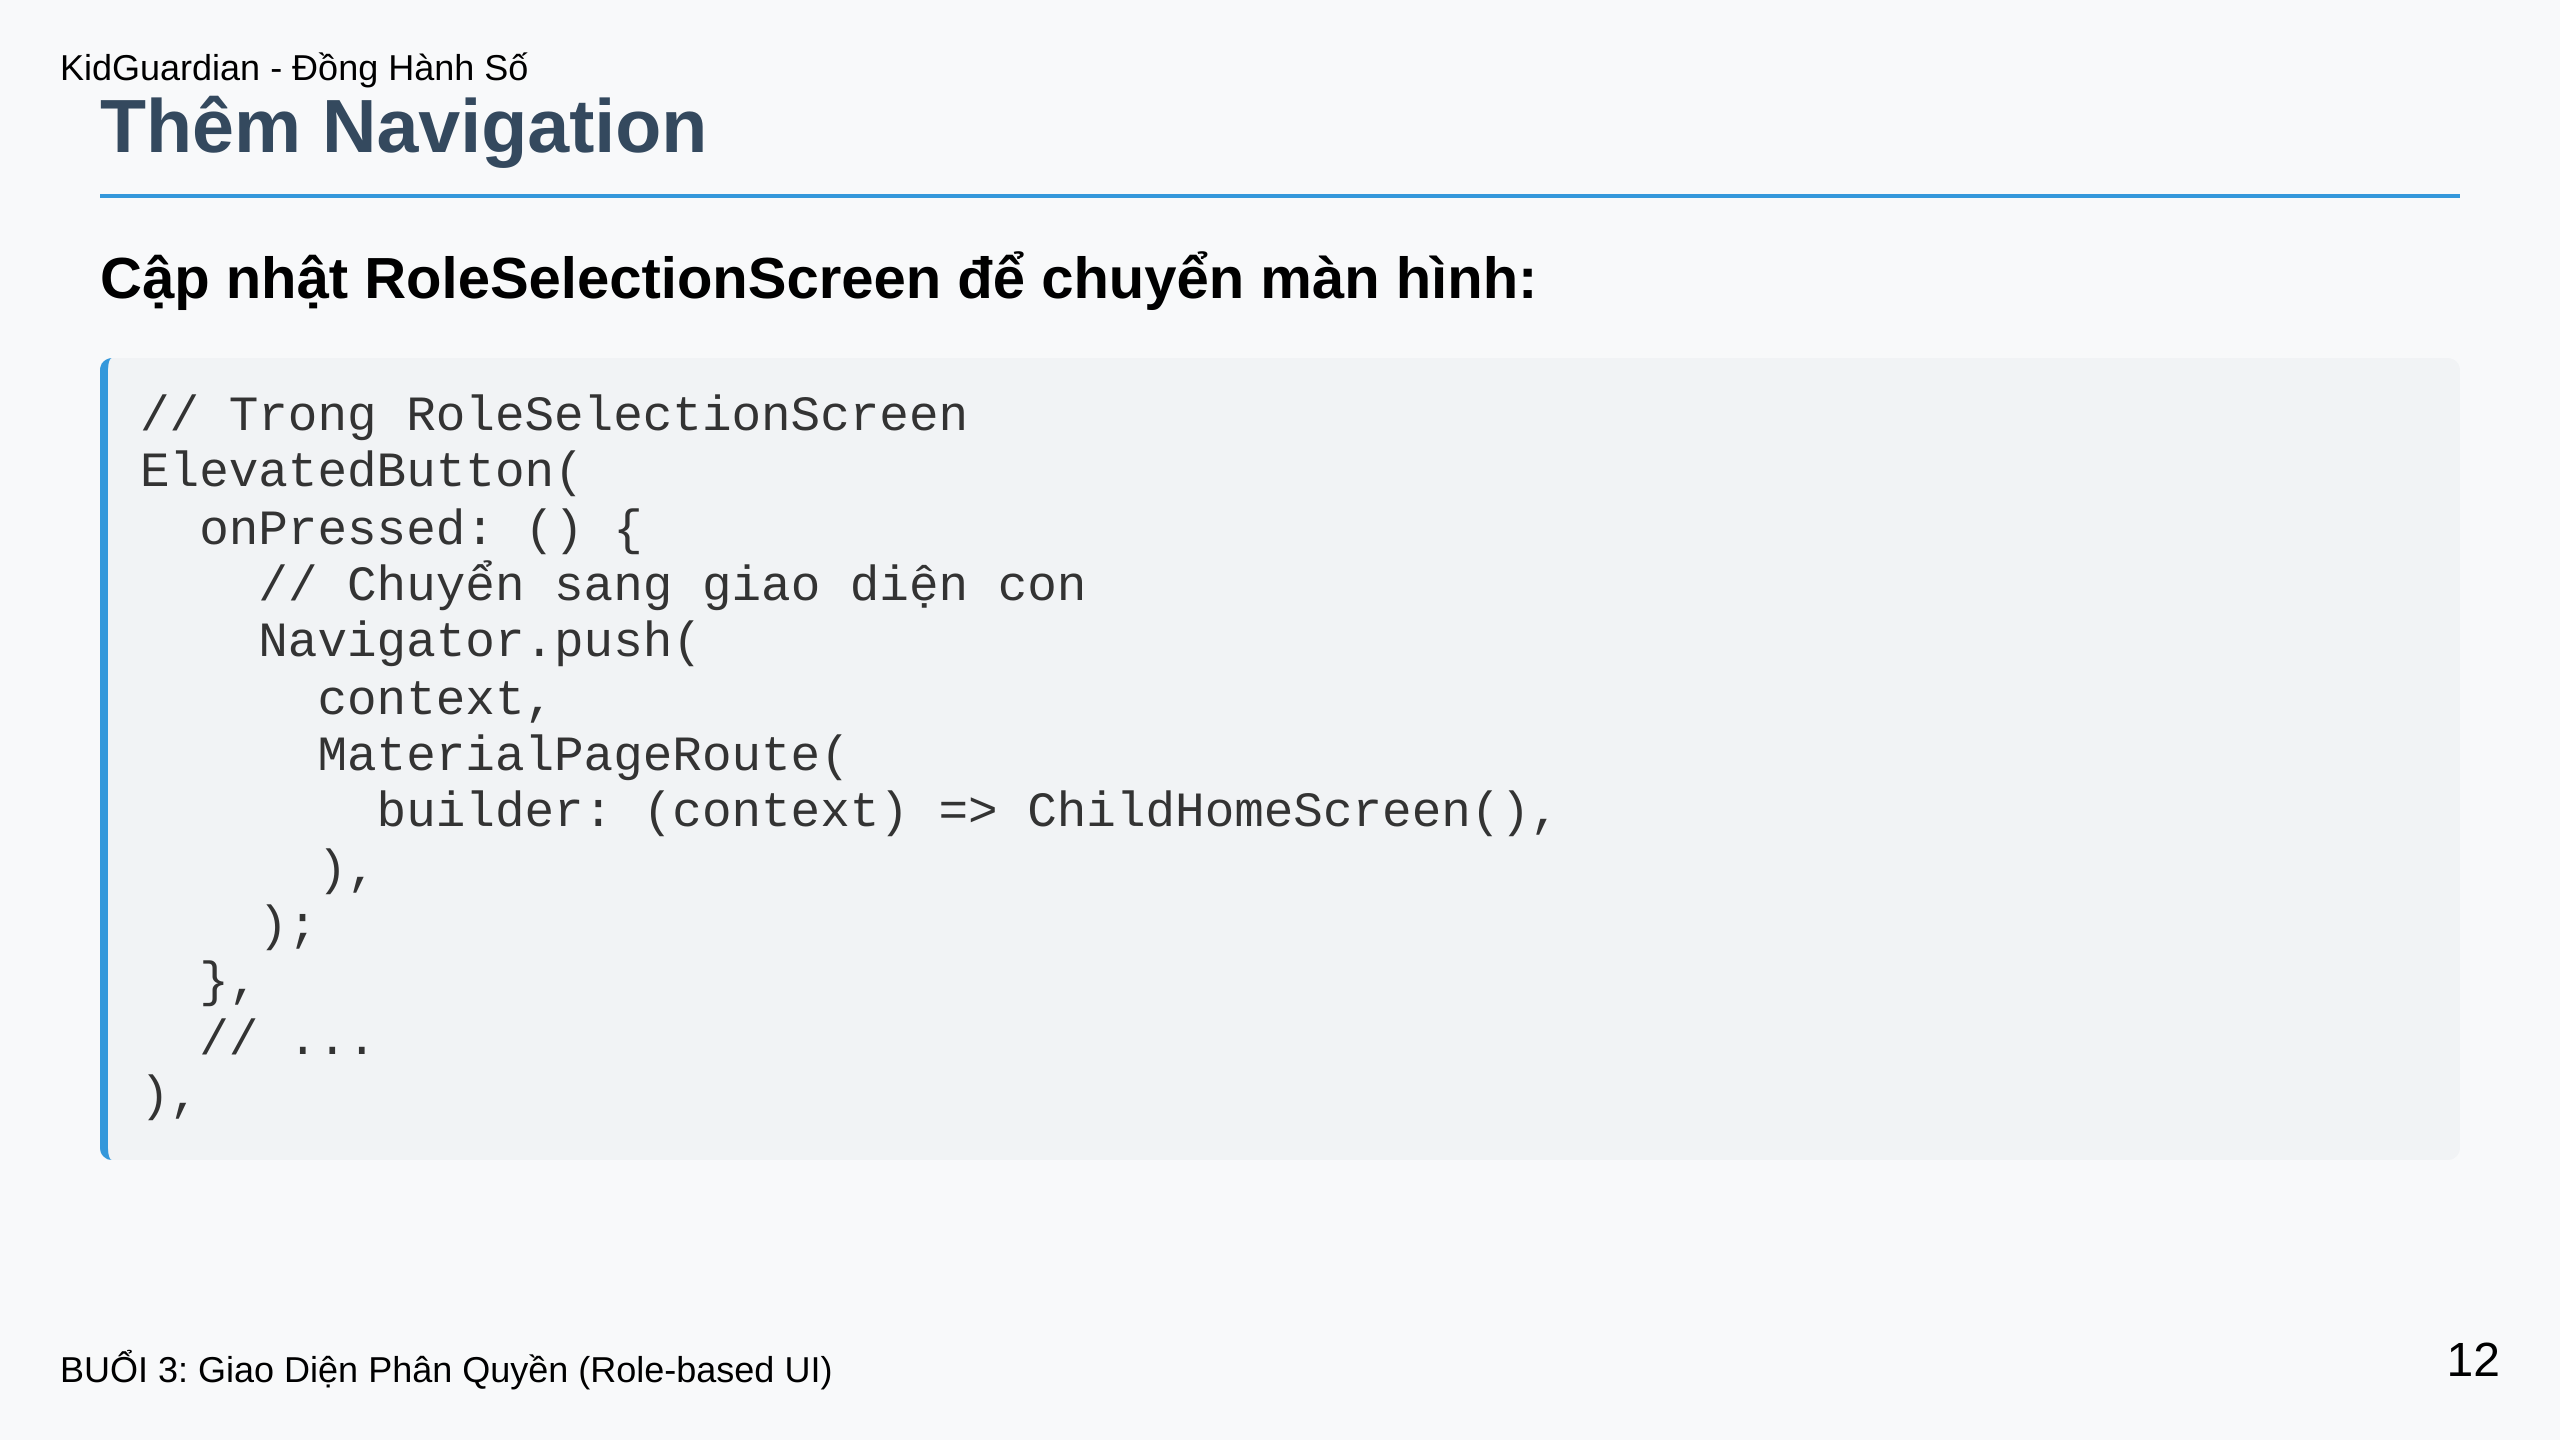 KidGuardian - Đồng Hành Số
Thêm Navigation
Cập nhật RoleSelectionScreen để chuyển màn hình:
// Trong RoleSelectionScreen
ElevatedButton(
  onPressed: () {
    // Chuyển sang giao diện con
    Navigator.push(
      context,
      MaterialPageRoute(
        builder: (context) => ChildHomeScreen(),
      ),
    );
  },
  // ...
),
BUỔI 3: Giao Diện Phân Quyền (Role-based UI)
12